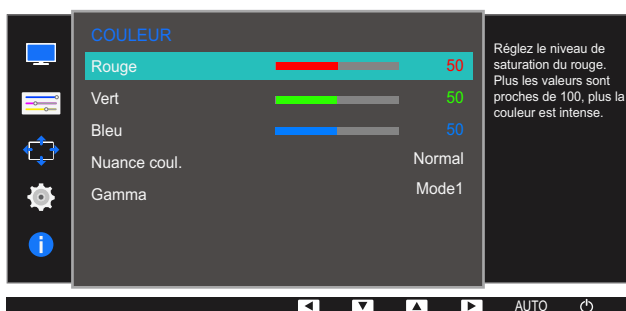 COULEUR
Rouge 50
Vert 50
Bleu 50
Nuance coul. Normal
Gamma Mode1
Réglez le niveau de
saturation du rouge.
Plus les valeurs sont
proches de 100, plus la
couleur est intense.
AUTO